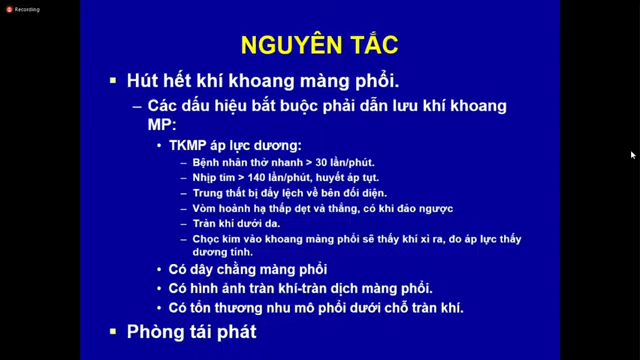 Recording
NGUYÊN TẮC
▪ Hút hết khí khoang màng phổi.
– Các dấu hiệu bắt buộc phải dẫn lưu khí khoang
MP:
• TKMP áp lực dương:
– Bệnh nhân thở nhanh > 30 lần/phút.
– Nhịp tim > 140 lần/phút, huyết áp tụt.
– Trung thất bị đẩy lệch về bên đối diện.
– Vòm hoành hạ thấp dẹt và thẳng, có khi đảo ngược
– Tràn khí dưới da.
– Chọc kim vào khoang màng phổi sẽ thấy khí xì ra, đo áp lực thấy
dương tính.
• Có dây chằng màng phổi
• Có hình ảnh tràn khí-tràn dịch màng phổi.
• Có tổn thương nhu mô phổi dưới chỗ tràn khí.
▪ Phòng tái phát